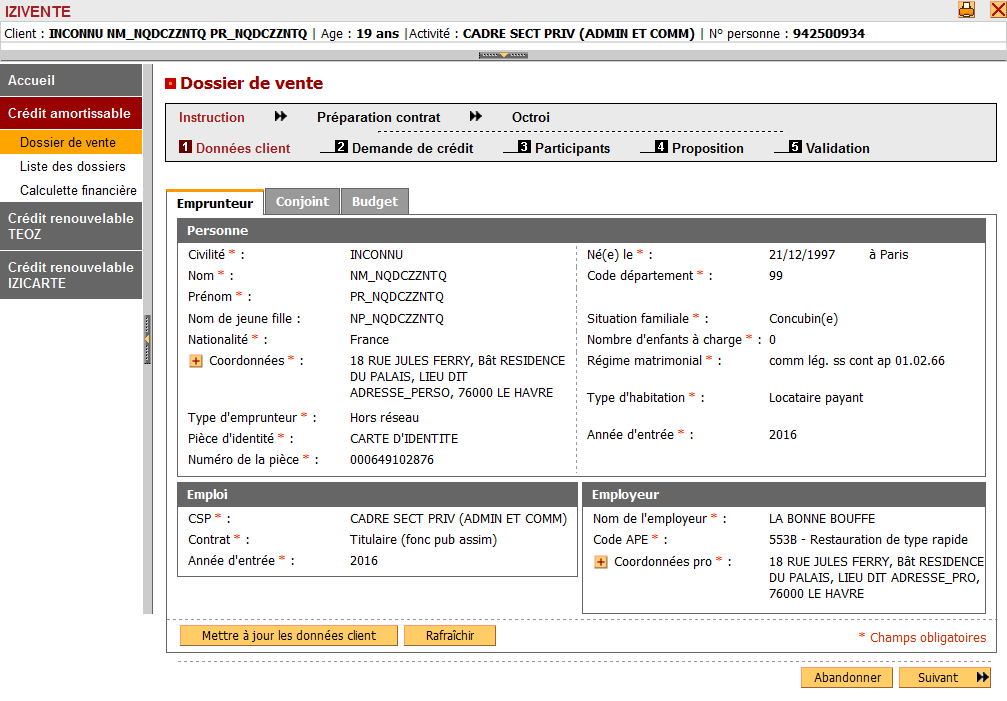 IZIVENTE
Client : INCONNU NM_NQDCZZNTQ PR_NQDCZZNTQ | Age : 19 ans |Activité : CADRE SECT PRIV (ADMIN ET COMM) | N° personne : 942500934
Accueil
Crédit amortissable
Dossier de vente
Liste des dossiers
Calculette financière
Crédit renouvelable
TEOZ
Crédit renouvelable
IZICARTE
Dossier de vente
Instruction Préparation contrat Octroi
1 Données client 2 Demande de crédit 3 Participants 4 Proposition 5 Validation
Emprunteur Conjoint Budget
Personne
Civilité * : INCONNU
Nom * : NM_NQDCZZNTQ
Prénom * : PR_NQDCZZNTQ
Nom de jeune fille : NP_NQDCZZNTQ
Nationalité * : France
Coordonnées * : 18 RUE JULES FERRY, Bât RESIDENCE
DU PALAIS, LIEU DIT
ADRESSE_PERSO, 76000 LE HAVRE
Type d'emprunteur * : Hors réseau
Pièce d'identité * : CARTE D'IDENTITE
Numéro de la pièce * : 000649102876
Né(e) le * : 21/12/1997 à Paris
Code département * : 99
Situation familiale * : Concubin(e)
Nombre d'enfants à charge * : 0
Régime matrimonial * : comm lég. ss cont ap 01.02.66
Type d'habitation * : Locataire payant
Année d'entrée * : 2016
Emploi
CSP * : CADRE SECT PRIV (ADMIN ET COMM)
Contrat * : Titulaire (fonc pub assim)
Année d'entrée * : 2016
Employeur
Nom de l'employeur * : LA BONNE BOUFFE
Code APE * : 553B - Restauration de type rapide
Coordonnées pro * : 18 RUE JULES FERRY, Bât RESIDENCE
DU PALAIS, LIEU DIT ADRESSE_PRO,
76000 LE HAVRE
Mettre à jour les données client Rafraîchir * Champs obligatoires
Abandonner Suivant